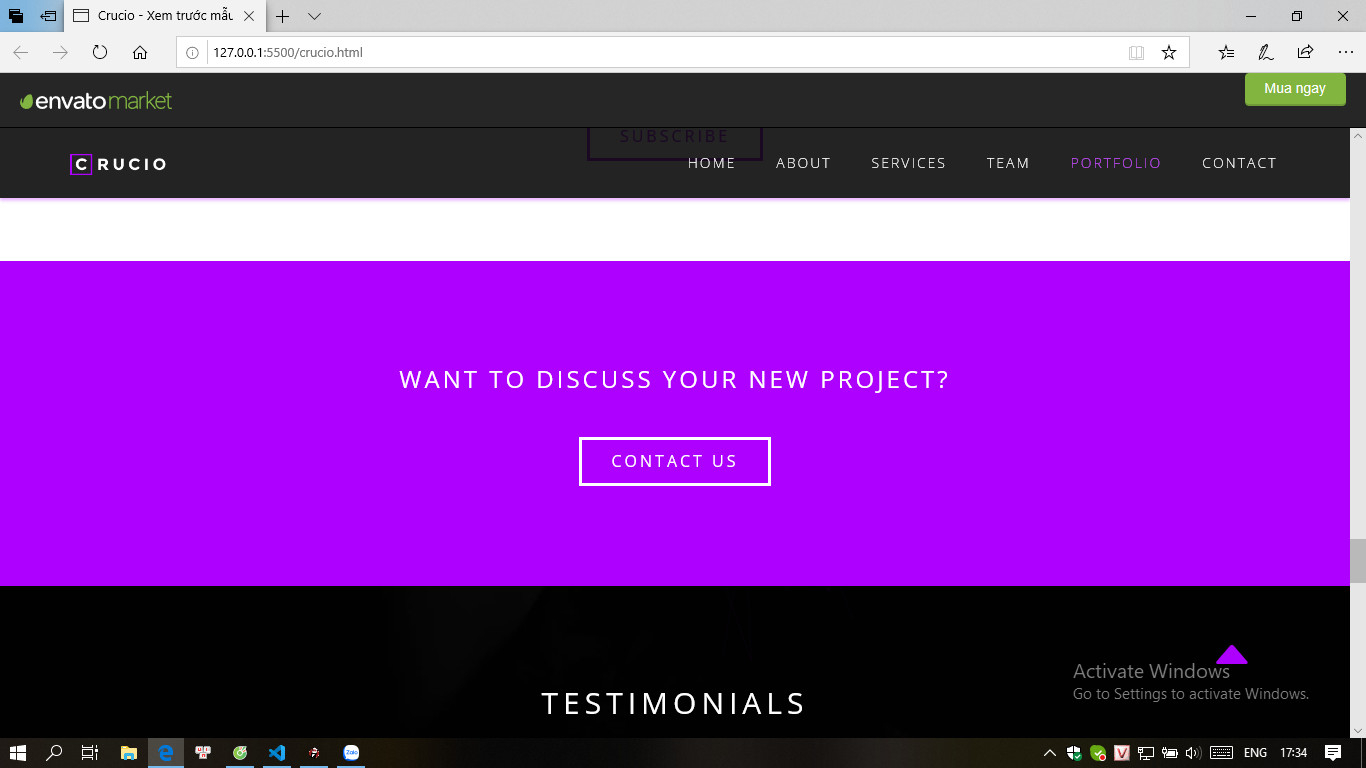 Crucio - Xem trước mẫu
127.0.0.1:5500/crucio.html
envato market
Mua ngay
SUBSCRIBE
C RUCIO
HOME ABOUT SERVICES TEAM PORTFOLIO CONTACT
WANT TO DISCUSS YOUR NEW PROJECT?
CONTACT US
TESTIMONIALS
Activate Windows
Go to Settings to activate Windows.
Zalo
V
ENG 17:34